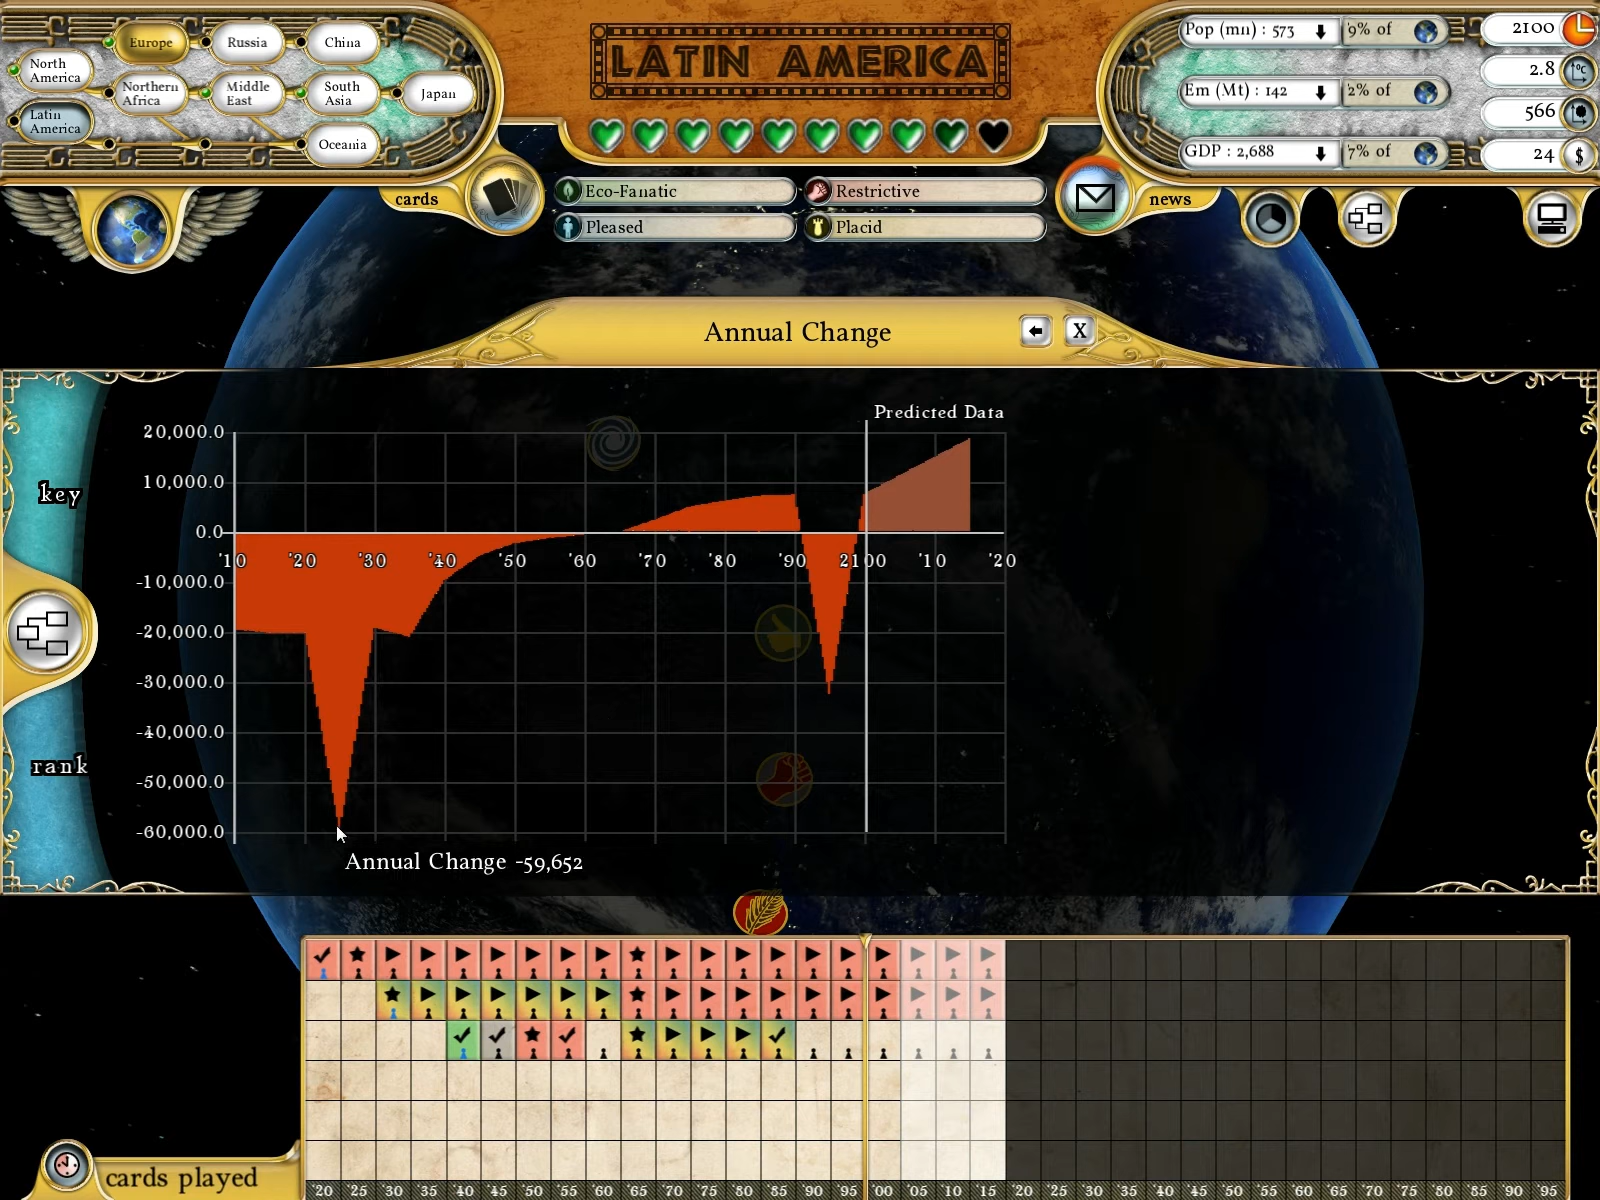 Europe
Russia
China
North
America
Northern
Africa
Middle
East
South
Asia
Japan
Latin
America
Oceania
LATIN AMERICA
Pop (mn) : 573
9% of
2100
2.8
Em (Mt) : 142
2% of
566
GDP : 2,688
7% of
24
$
cards
Eco-Fanatic
Restrictive
Pleased
Placid
news
Annual Change
X
Predicted Data
20,000.0
10,000.0
0.0
-10,000.0
-20,000.0
-30,000.0
-40,000.0
-50,000.0
-60,000.0
'10 '20 '30 '40 '50 '60 '70 '80 '90 2100 '10 '20
key
rank
Annual Change -59,652
cards played
'20 '25 '30 '35 '40 '45 '50 '55 '60 '65 '70 '75 '80 '85 '90 '95 '00 '05 '10 '15 '20 '25 '30 '35 '40 '45 '50 '55 '60 '65 '70 '75 '80 '85 '90 '95